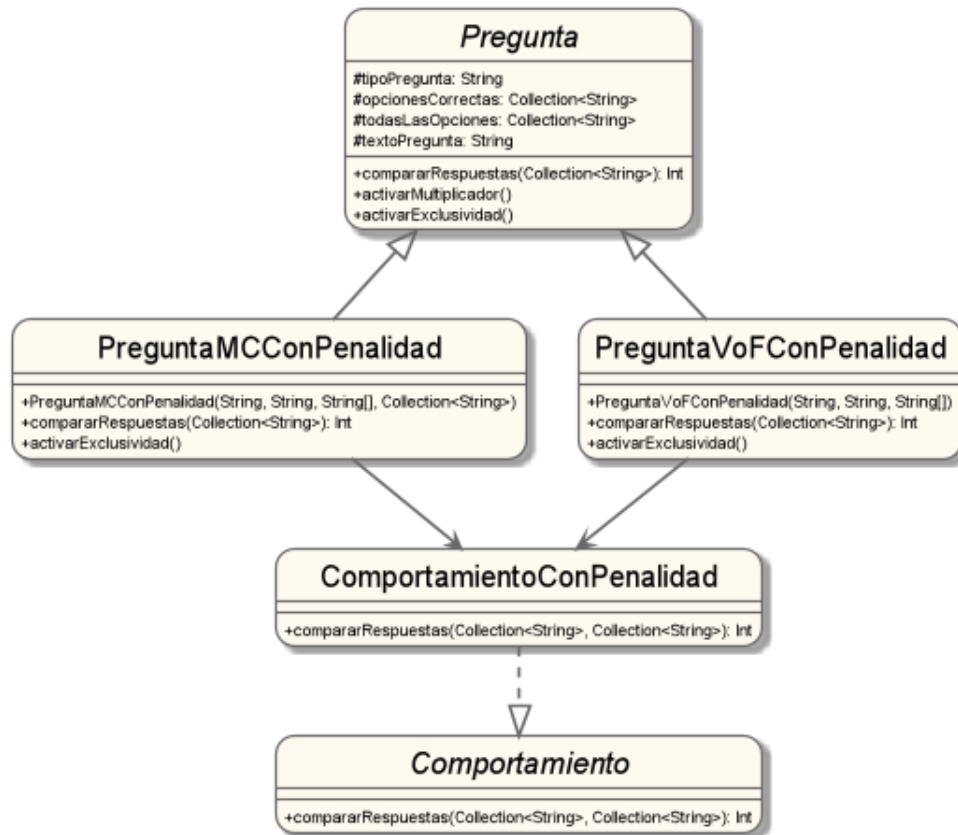 Pregunta
#tipoPregunta: String
#opcionesCorrectas: Collection<String>
#todasLasOpciones: Collection<String>
#textoPregunta: String
+compararRespuestas(Collection<String>): Int
+activarMultiplicador()
+activarExclusividad()
PreguntaMCConPenalidad
+PreguntaMCConPenalidad(String, String, String[], Collection<String>)
+compararRespuestas(Collection<String>): Int
+activarExclusividad()
PreguntaVoFConPenalidad
+PreguntaVoFConPenalidad(String, String, String[])
+compararRespuestas(Collection<String>): Int
+activarExclusividad()
ComportamientoConPenalidad
+compararRespuestas(Collection<String>, Collection<String>): Int
Comportamiento
+compararRespuestas(Collection<String>, Collection<String>): Int